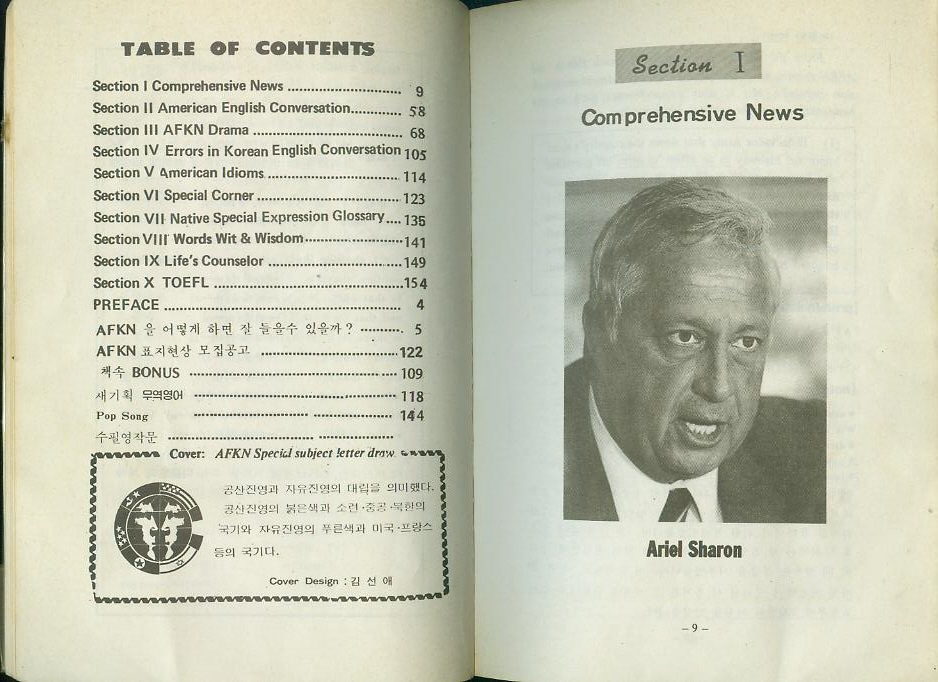 TABLE OF CONTENTS
Section I Comprehensive News ............................ 9
Section II American English Conversation............. 58
Section III AFKN Drama ..................................... 68
Section IV Errors in Korean English Conversation 105
Section V American Idioms................................. 114
Section VI Special Corner ................................... 123
Section VII Native Special Expression Glossary.... 135
Section VIII Words Wit & Wisdom........................ 141
Section IX Life's Counselor ................................ 149
Section X TOEFL .............................................. 154
PREFACE .......................................................... 4
AFKN 을 어떻게 하면 잘 들을수 있을까? .......... 5
AFKN 표지현상 모집공고 ................................. 122
책속 BONUS .................................................... 109
새기획 무역영어 ................................................ 118
Pop Song .......................... .................. 144
수필영작문 ................................ ..................
Cover: AFKN Special subject letter draw.
공산진영과 자유진영의 대립을 의미했다.
공산진영의 붉은색과 소련·중공·북한의
국기와 자유진영의 푸른색과 미국·프랑스
등의 국기다.
Cover Design : 김 선 애
Section I
Comprehensive News
Ariel Sharon
– 9 –